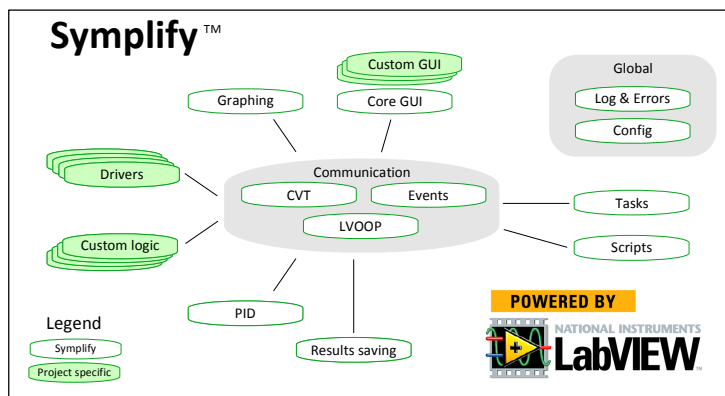 Symplify™
Custom GUI
Core GUI
Graphing
Global
Log & Errors
Config
Drivers
Communication
CVT
Events
LVOOP
Tasks
Custom logic
Scripts
PID
Results saving
Legend
Symplify
Project specific
POWERED BY
NATIONAL INSTRUMENTS
LabVIEW™